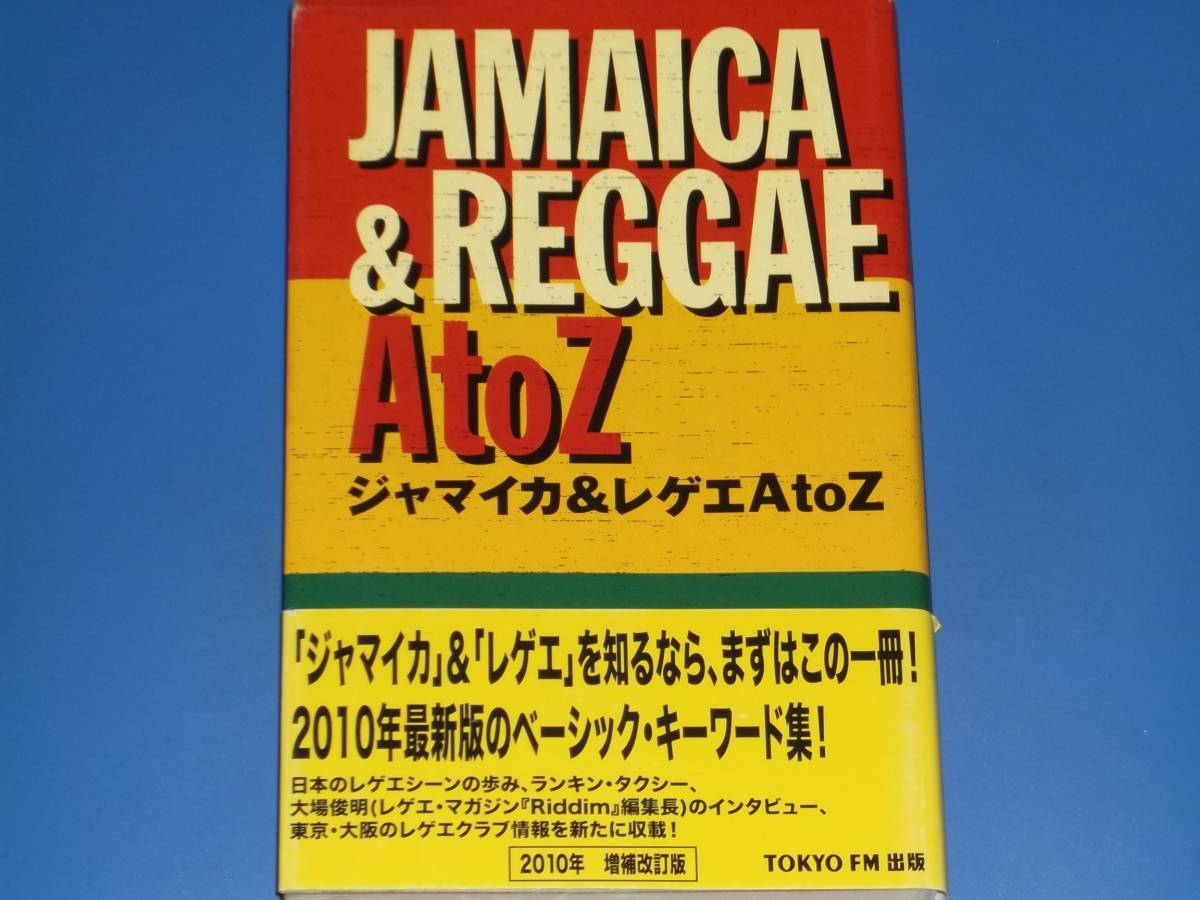 JAMAICA
& REGGAE
A to Z
ジャマイカ&レゲエAtoZ
「ジャマイカ」&「レゲエ」を知るなら、まずはこの一冊!
2010年最新版のベーシック・キーワード集!
日本のレゲエシーンの歩み、ランキン・タクシー、
大場俊明(レゲエ・マガジン『Riddim』編集長)のインタビュー、
東京・大阪のレゲエクラブ情報を新たに収載!
2010年 増補改訂版
TOKYO FM 出版